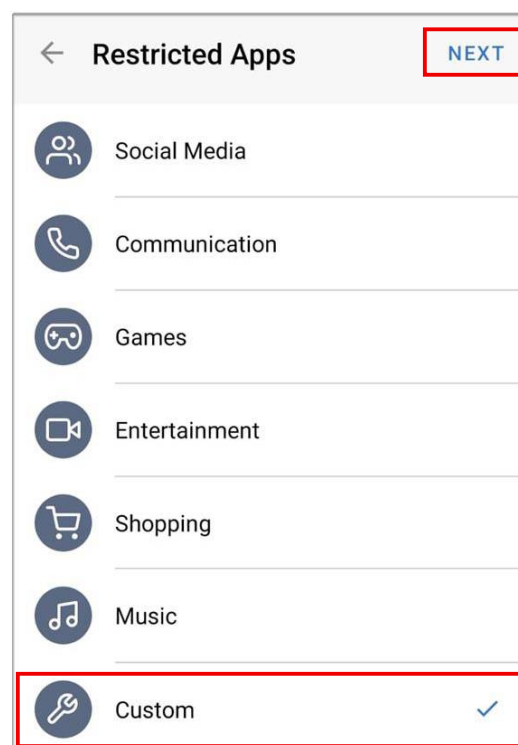 Restricted Apps NEXT
Social Media
Communication
Games
Entertainment
Shopping
Music
Custom